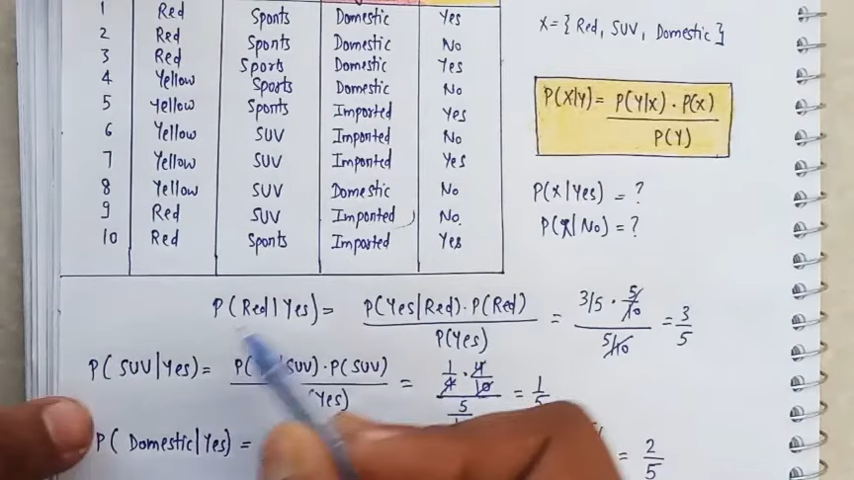 1 Red Sports Domestic Yes
2 Red Sports Domestic No
3 Red Sports Domestic Yes
4 Yellow Sports Domestic No
5 Yellow Sports Imported Yes
6 Yellow SUV Imported No
7 Yellow SUV Imported Yes
8 Yellow SUV Domestic No
9 Red SUV Imported No
10 Red Sports Imported Yes
X = { Red, SUV, Domestic }
P(X|Y) = P(Y|X) · P(X) / P(Y)
P(X|Yes) = ?
P(X|No) = ?
P(Red|Yes) = P(Yes|Red) · P(Red) / P(Yes) = 3/5 · 5/10 / 5/10 = 3/5
P(SUV|Yes) = P( |SUV) · P(SUV) / (Yes) = 1/4 · 4/10 / 5 = 1/5
P( Domestic|Yes) = = 2/5